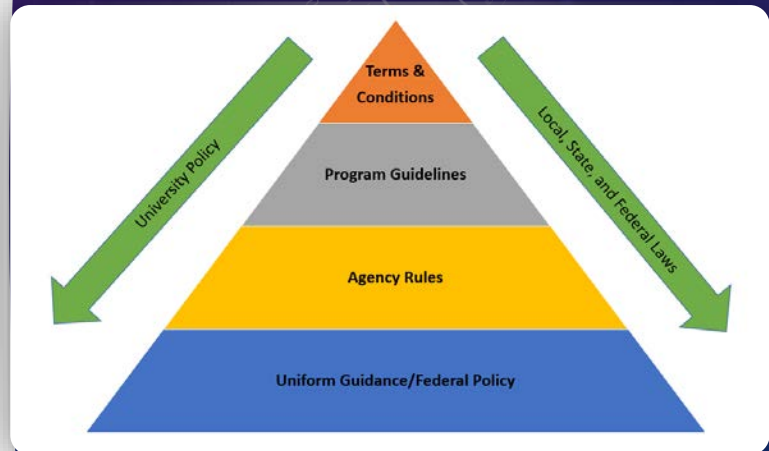 Terms &
Conditions
University Policy
Local, State, and Federal Laws
Program Guidelines
Agency Rules
Uniform Guidance/Federal Policy